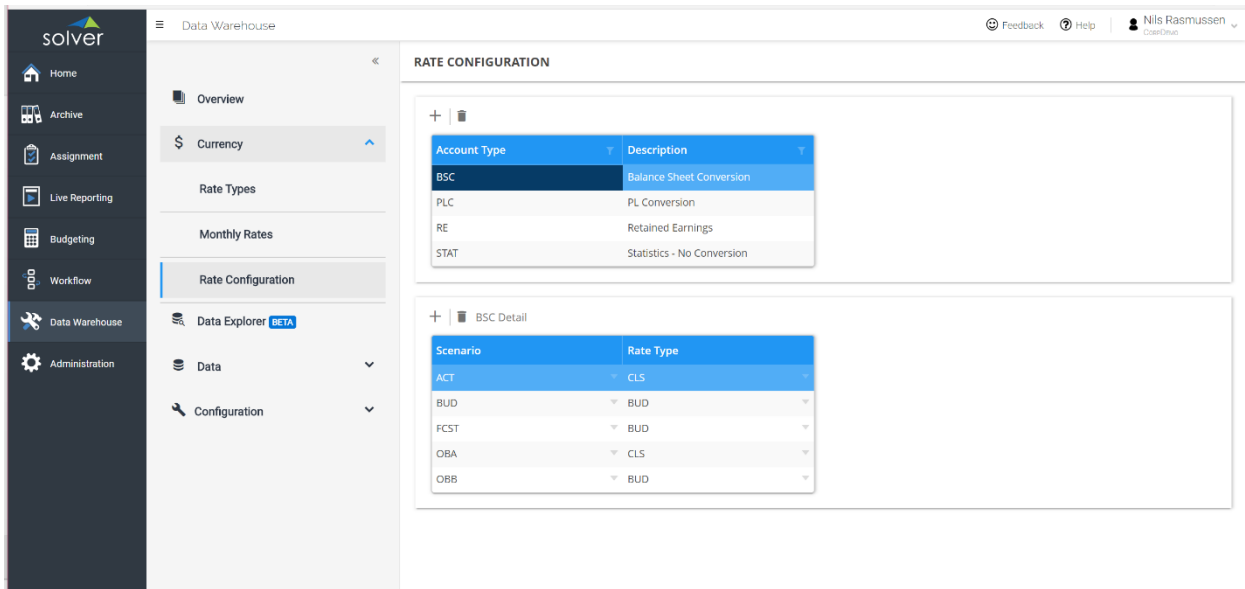 solver
Data Warehouse
Feedback
Help
Nils Rasmussen
Home
Archive
Assignment
Live Reporting
Budgeting
Workflow
Data Warehouse
Administration
Overview
Currency
Rate Types
Monthly Rates
Rate Configuration
Data Explorer BETA
Data
Configuration
RATE CONFIGURATION
Account Type Description
BSC Balance Sheet Conversion
PLC PL Conversion
RE Retained Earnings
STAT Statistics - No Conversion
BSC Detail
Scenario Rate Type
ACT CLS
BUD BUD
FCST BUD
OBA CLS
OBB BUD